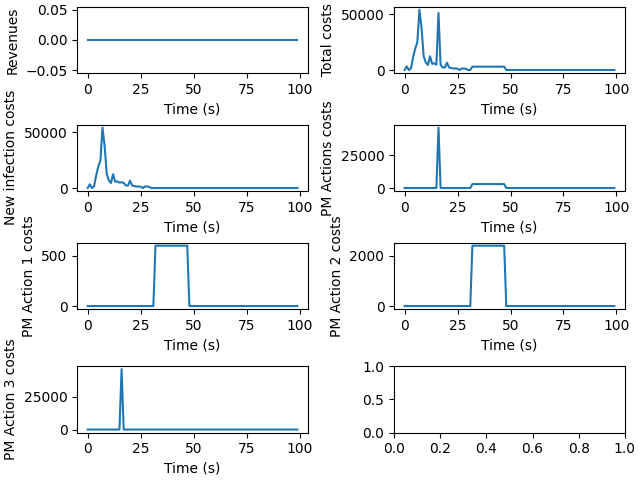 Revenues
0.05
0.00
−0.05
0 25 50 75 100
Time (s)
Total costs
50000
0
0 25 50 75 100
Time (s)
New infection costs
50000
0
0 25 50 75 100
Time (s)
PM Actions costs
25000
0
0 25 50 75 100
Time (s)
PM Action 1 costs
500
0
0 25 50 75 100
Time (s)
PM Action 2 costs
2000
0
0 25 50 75 100
Time (s)
PM Action 3 costs
25000
0
0 25 50 75 100
Time (s)
1.0
0.5
0.0
0.0 0.2 0.4 0.6 0.8 1.0